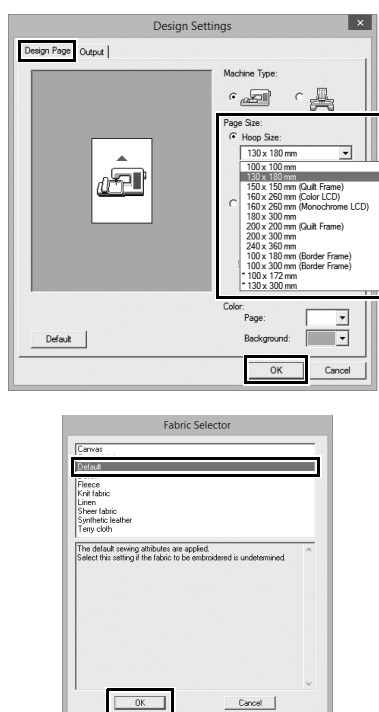 Design Settings
×
Design Page
Output
Machine Type:
Page Size:
Hoop Size:
130 x 180 mm
100 x 100 mm
130 x 180 mm
150 x 150 mm (Quilt Frame)
160 x 260 mm (Color LCD)
160 x 260 mm (Monochrome LCD)
180 x 300 mm
200 x 200 mm (Quilt Frame)
200 x 300 mm
240 x 360 mm
100 x 180 mm (Border Frame)
100 x 300 mm (Border Frame)
* 100 x 172 mm
* 130 x 300 mm
Color:
Page:
Default
Background:
OK
Cancel
Fabric Selector
Canvas
Default
Fleece
Knit fabric
Linen
Sheer fabric
Synthetic leather
Terry cloth
The default sewing attributes are applied.
Select this setting if the fabric to be embroidered is undetermined.
OK
Cancel